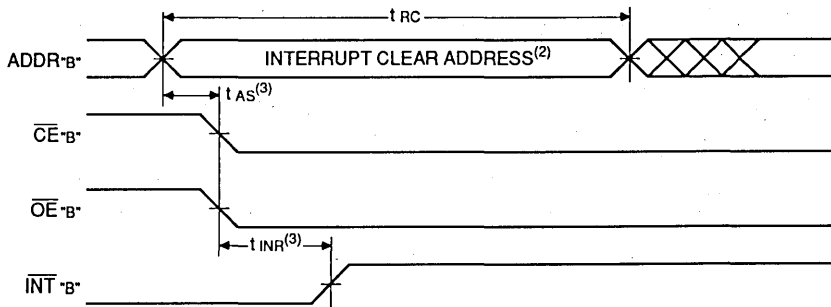 t RC
ADDR"B" INTERRUPT CLEAR ADDRESS(2)
t AS(3)
CE "B"
OE "B"
t INR(3)
INT "B"